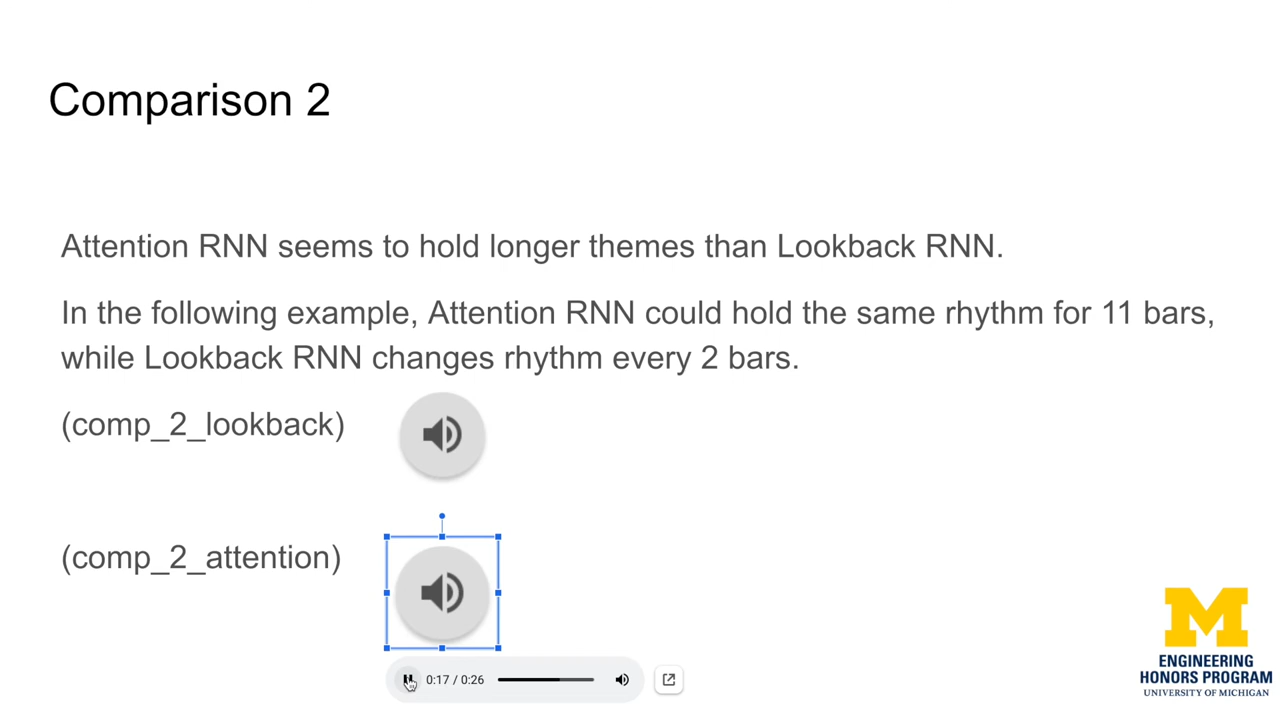 Comparison 2
Attention RNN seems to hold longer themes than Lookback RNN.
In the following example, Attention RNN could hold the same rhythm for 11 bars,
while Lookback RNN changes rhythm every 2 bars.
(comp_2_lookback)
(comp_2_attention)
0:17 / 0:26
M
ENGINEERING
HONORS PROGRAM
UNIVERSITY OF MICHIGAN